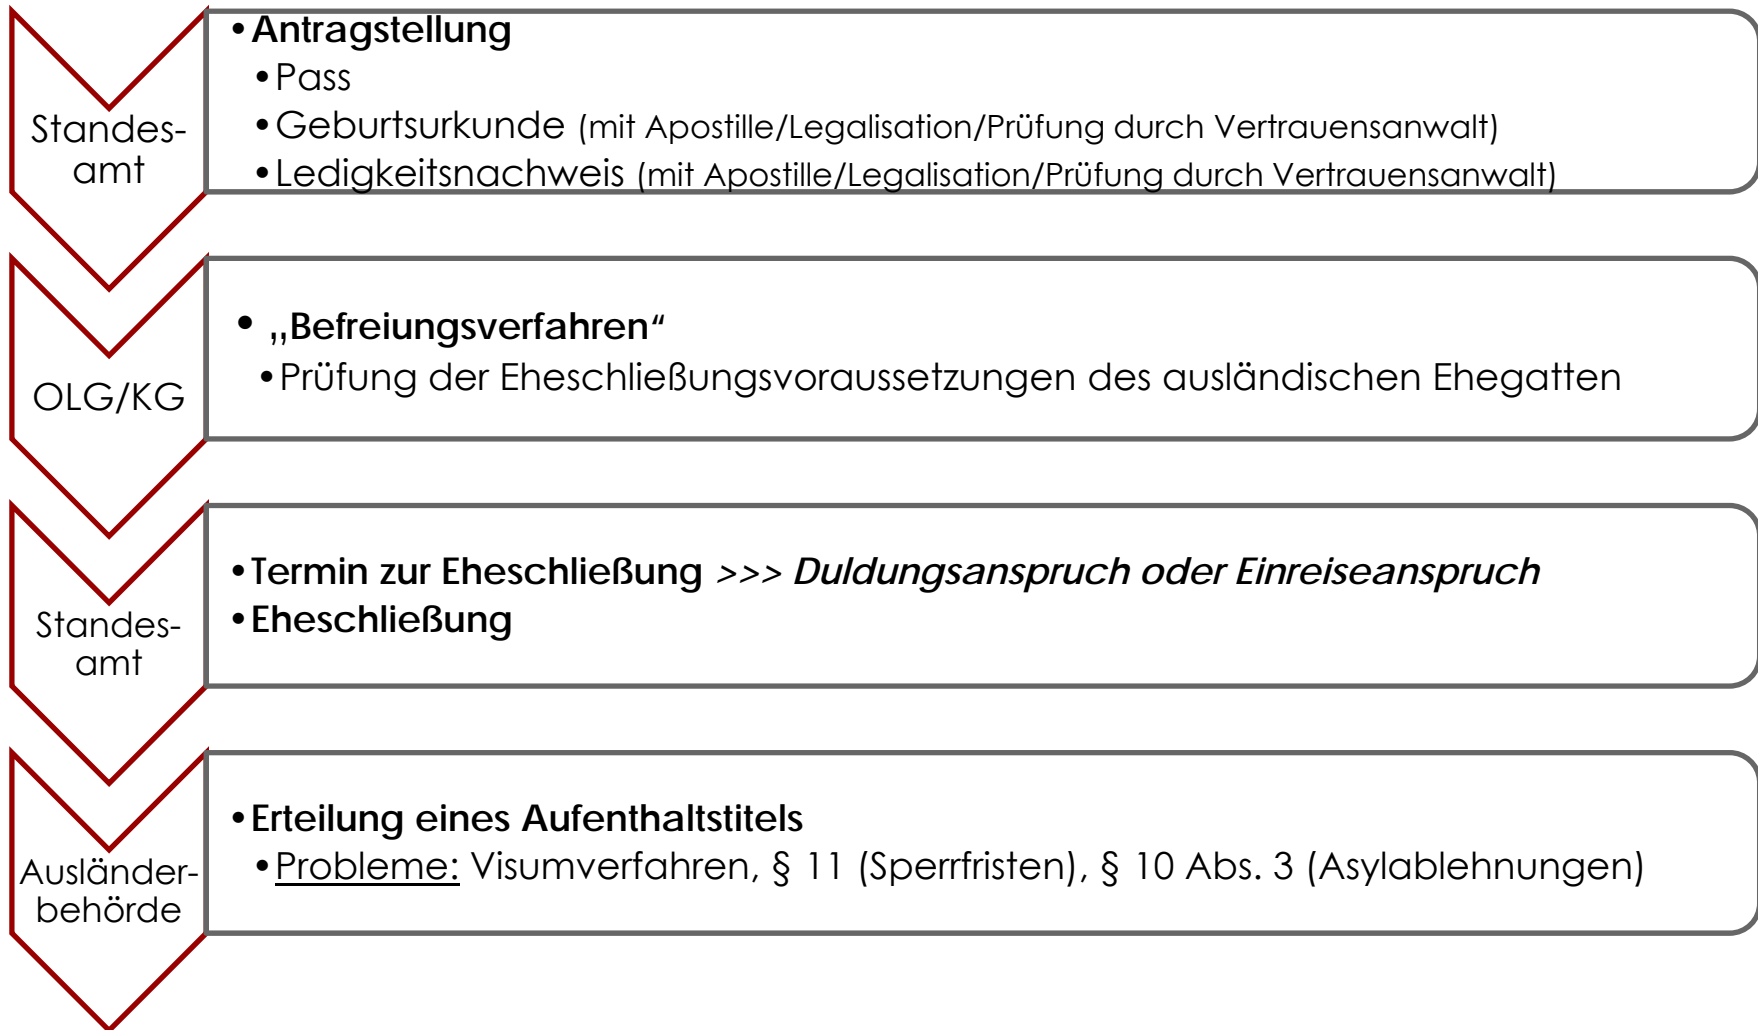 Standes-
amt
•Antragstellung
•Pass
•Geburtsurkunde (mit Apostille/Legalisation/Prüfung durch Vertrauensanwalt)
•Ledigkeitsnachweis (mit Apostille/Legalisation/Prüfung durch Vertrauensanwalt)
OLG/KG
• „Befreiungsverfahren“
•Prüfung der Eheschließungsvoraussetzungen des ausländischen Ehegatten
Standes-
amt
•Termin zur Eheschließung >>> Duldungsanspruch oder Einreiseanspruch
•Eheschließung
Ausländer-
behörde
•Erteilung eines Aufenthaltstitels
•Probleme: Visumverfahren, § 11 (Sperrfristen), § 10 Abs. 3 (Asylablehnungen)